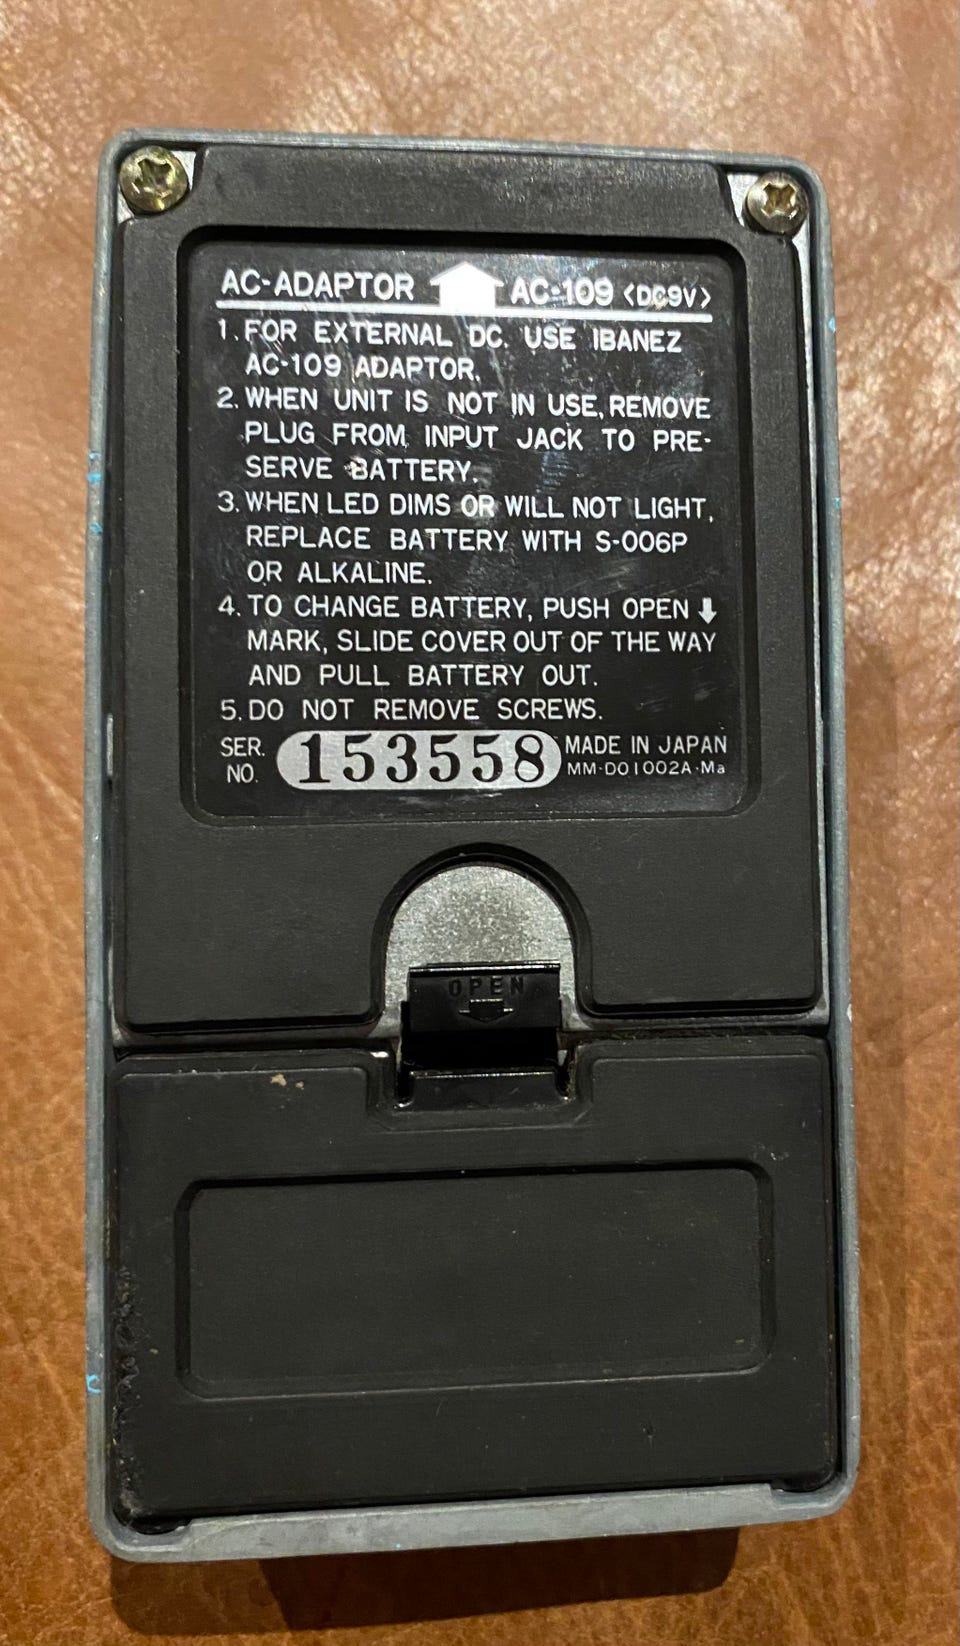 AC-ADAPTOR AC-109 <DC9V>
1. FOR EXTERNAL DC. USE IBANEZ
AC-109 ADAPTOR.
2. WHEN UNIT IS NOT IN USE, REMOVE
PLUG FROM INPUT JACK TO PRE-
SERVE BATTERY.
3. WHEN LED DIMS OR WILL NOT LIGHT,
REPLACE BATTERY WITH S-006P
OR ALKALINE.
4. TO CHANGE BATTERY, PUSH OPEN ⬇
MARK, SLIDE COVER OUT OF THE WAY
AND PULL BATTERY OUT.
5. DO NOT REMOVE SCREWS.
SER. NO. 153558 MADE IN JAPAN
MM-D01002A·Ma
OPEN